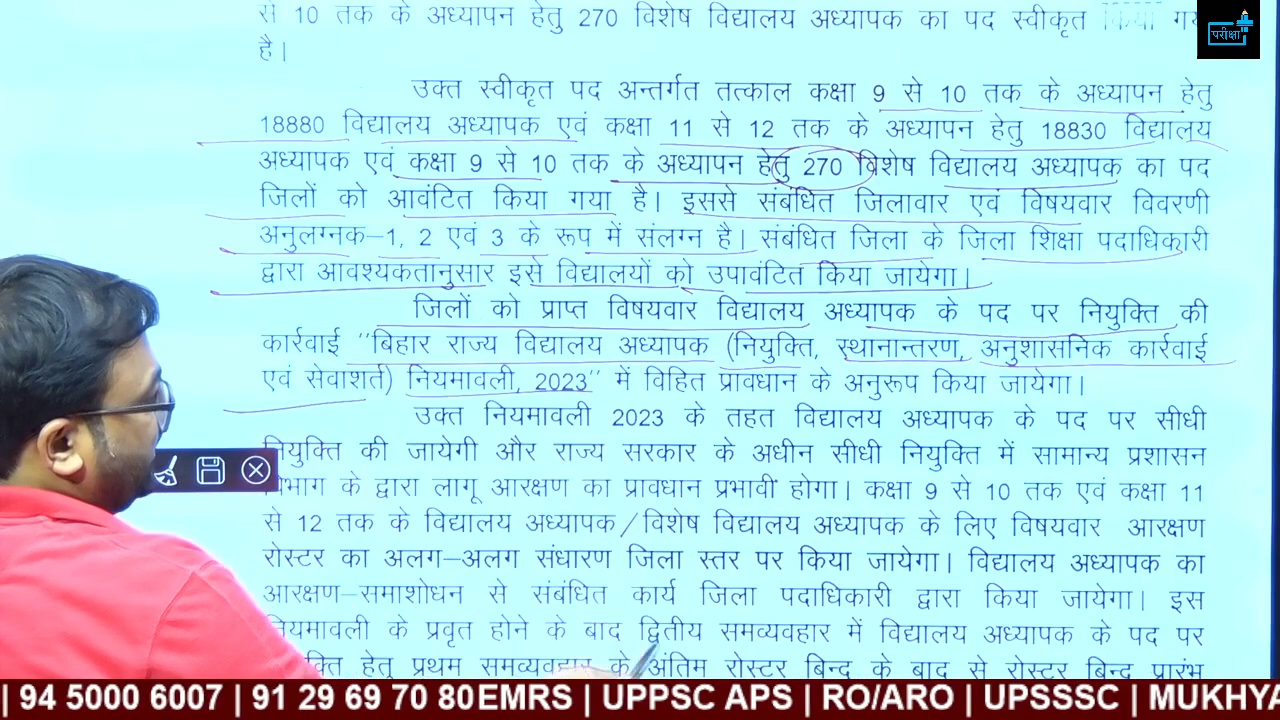 से 10 तक के अध्यापन हेतु 270 विशेष विद्यालय अध्यापक का पद स्वीकृत किया गया
है।
परीक्षा
उक्त स्वीकृत पद अन्तर्गत तत्काल कक्षा 9 से 10 तक के अध्यापन हेतु
18880 विद्यालय अध्यापक एवं कक्षा 11 से 12 तक के अध्यापन हेतु 18830 विद्यालय
अध्यापक एवं कक्षा 9 से 10 तक के अध्यापन हेतु 270 विशेष विद्यालय अध्यापक का पद
जिलों को आवंटित किया गया है। इससे संबंधित जिलावार एवं विषयवार विवरणी
अनुलग्नक–1, 2 एवं 3 के रूप में संलग्न है। संबंधित जिला के जिला शिक्षा पदाधिकारी
द्वारा आवश्यकतानुसार इसे विद्यालयों को उपावंटित किया जायेगा।
जिलों को प्राप्त विषयवार विद्यालय अध्यापक के पद पर नियुक्ति की
कार्रवाई "बिहार राज्य विद्यालय अध्यापक (नियुक्ति, स्थानान्तरण, अनुशासनिक कार्रवाई
एवं सेवाशर्त) नियमावली, 2023" में विहित प्रावधान के अनुरूप किया जायेगा।
उक्त नियमावली 2023 के तहत विद्यालय अध्यापक के पद पर सीधी
नियुक्ति की जायेगी और राज्य सरकार के अधीन सीधी नियुक्ति में सामान्य प्रशासन
विभाग के द्वारा लागू आरक्षण का प्रावधान प्रभावी होगा। कक्षा 9 से 10 तक एवं कक्षा 11
से 12 तक के विद्यालय अध्यापक/विशेष विद्यालय अध्यापक के लिए विषयवार आरक्षण
रोस्टर का अलग–अलग संधारण जिला स्तर पर किया जायेगा। विद्यालय अध्यापक का
आरक्षण–समाशोधन से संबंधित कार्य जिला पदाधिकारी द्वारा किया जायेगा। इस
नियमावली के प्रवृत होने के बाद द्वितीय समव्यवहार में विद्यालय अध्यापक के पद पर
हेतु प्रथम समव्यवहार के अंतिम रोस्टर बिन्दु के बाद से रोस्टर बिन्दु प्रारंभ
| 94 5000 6007 | 91 29 69 70 80EMRS | UPPSC APS | RO/ARO | UPSSSC | MUKHYA